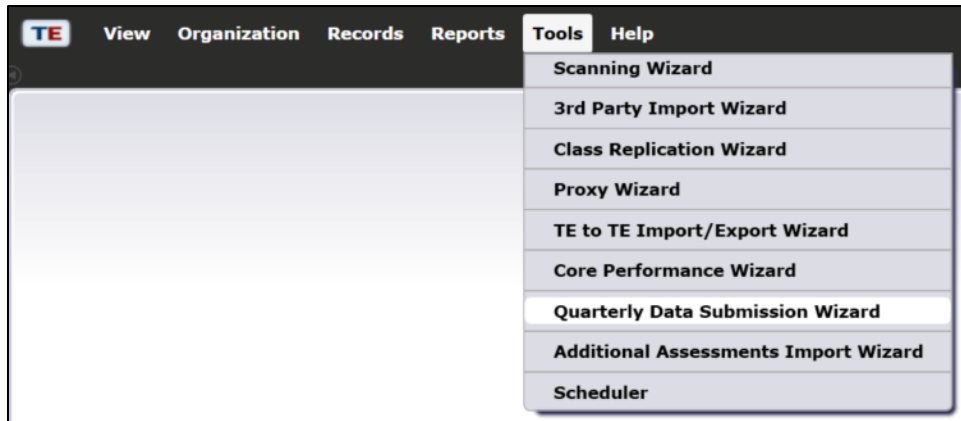 TE View Organization Records Reports Tools Help
Scanning Wizard
3rd Party Import Wizard
Class Replication Wizard
Proxy Wizard
TE to TE Import/Export Wizard
Core Performance Wizard
Quarterly Data Submission Wizard
Additional Assessments Import Wizard
Scheduler